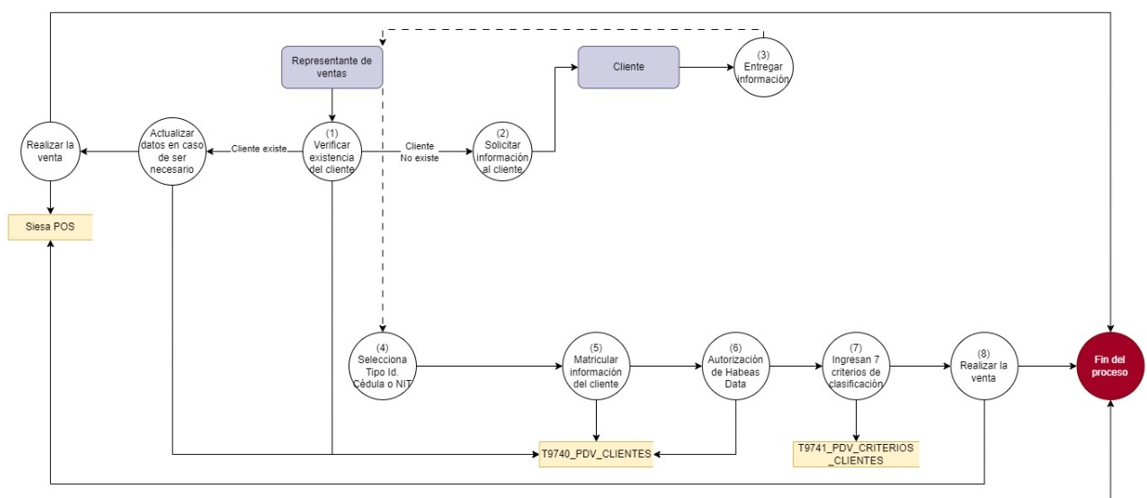 Representante de
ventas
Cliente
(3)
Entregar
información
Realizar la
venta
Actualizar
datos en caso
de ser
necesario
Cliente existe
(1)
Verificar
existencia
del cliente
Cliente
No existe
(2)
Solicitar
información
al cliente
Siesa POS
(4)
Selecciona
Tipo Id.
Cédula o NIT
(5)
Matricular
información
del cliente
(6)
Autorización
de Habeas
Data
(7)
Ingresan 7
criterios de
clasificación
(8)
Realizar la
venta
Fin del
proceso
T9740_PDV_CLIENTES
T9741_PDV_CRITERIOS
_CLIENTES